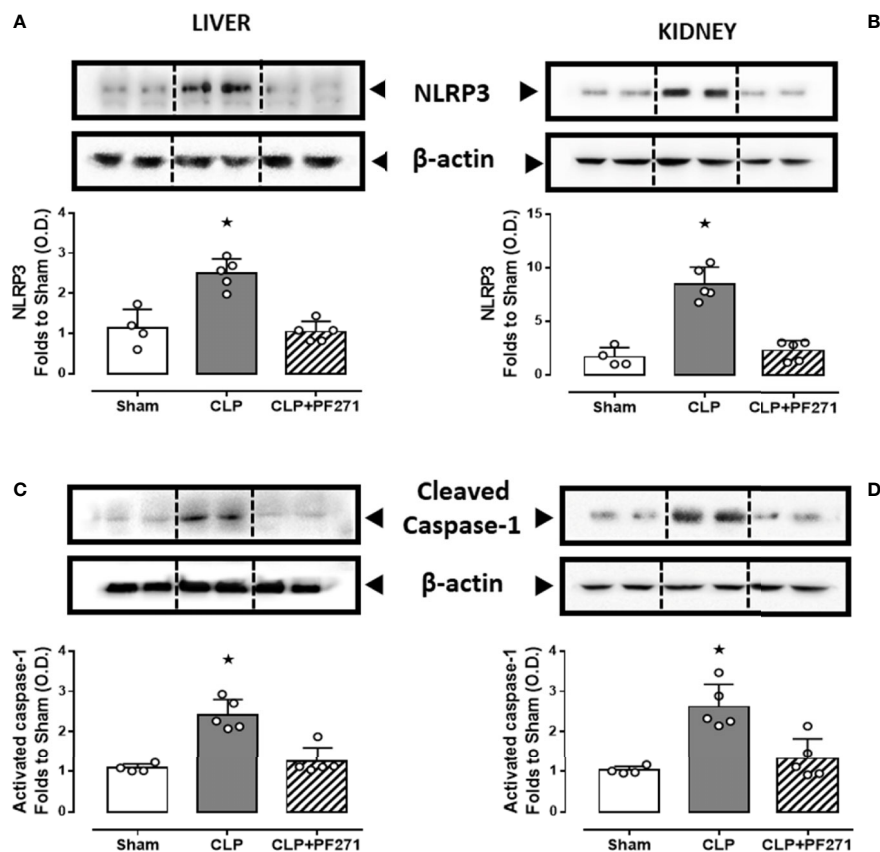 A
LIVER
KIDNEY
B
NLRP3
β-actin
NLRP3
Folds to Sham (O.D.)
4
3
2
1
0
★
Sham
CLP
CLP+PF271
NLRP3
Folds to Sham (O.D.)
15
10
5
0
★
Sham
CLP
CLP+PF271
C
D
Cleaved
Caspase-1
β-actin
Activated caspase-1
Folds to Sham (O.D.)
4
3
2
1
0
★
Sham
CLP
CLP+PF271
Activated caspase-1
Folds to Sham (O.D.)
4
3
2
1
0
★
Sham
CLP
CLP+PF271